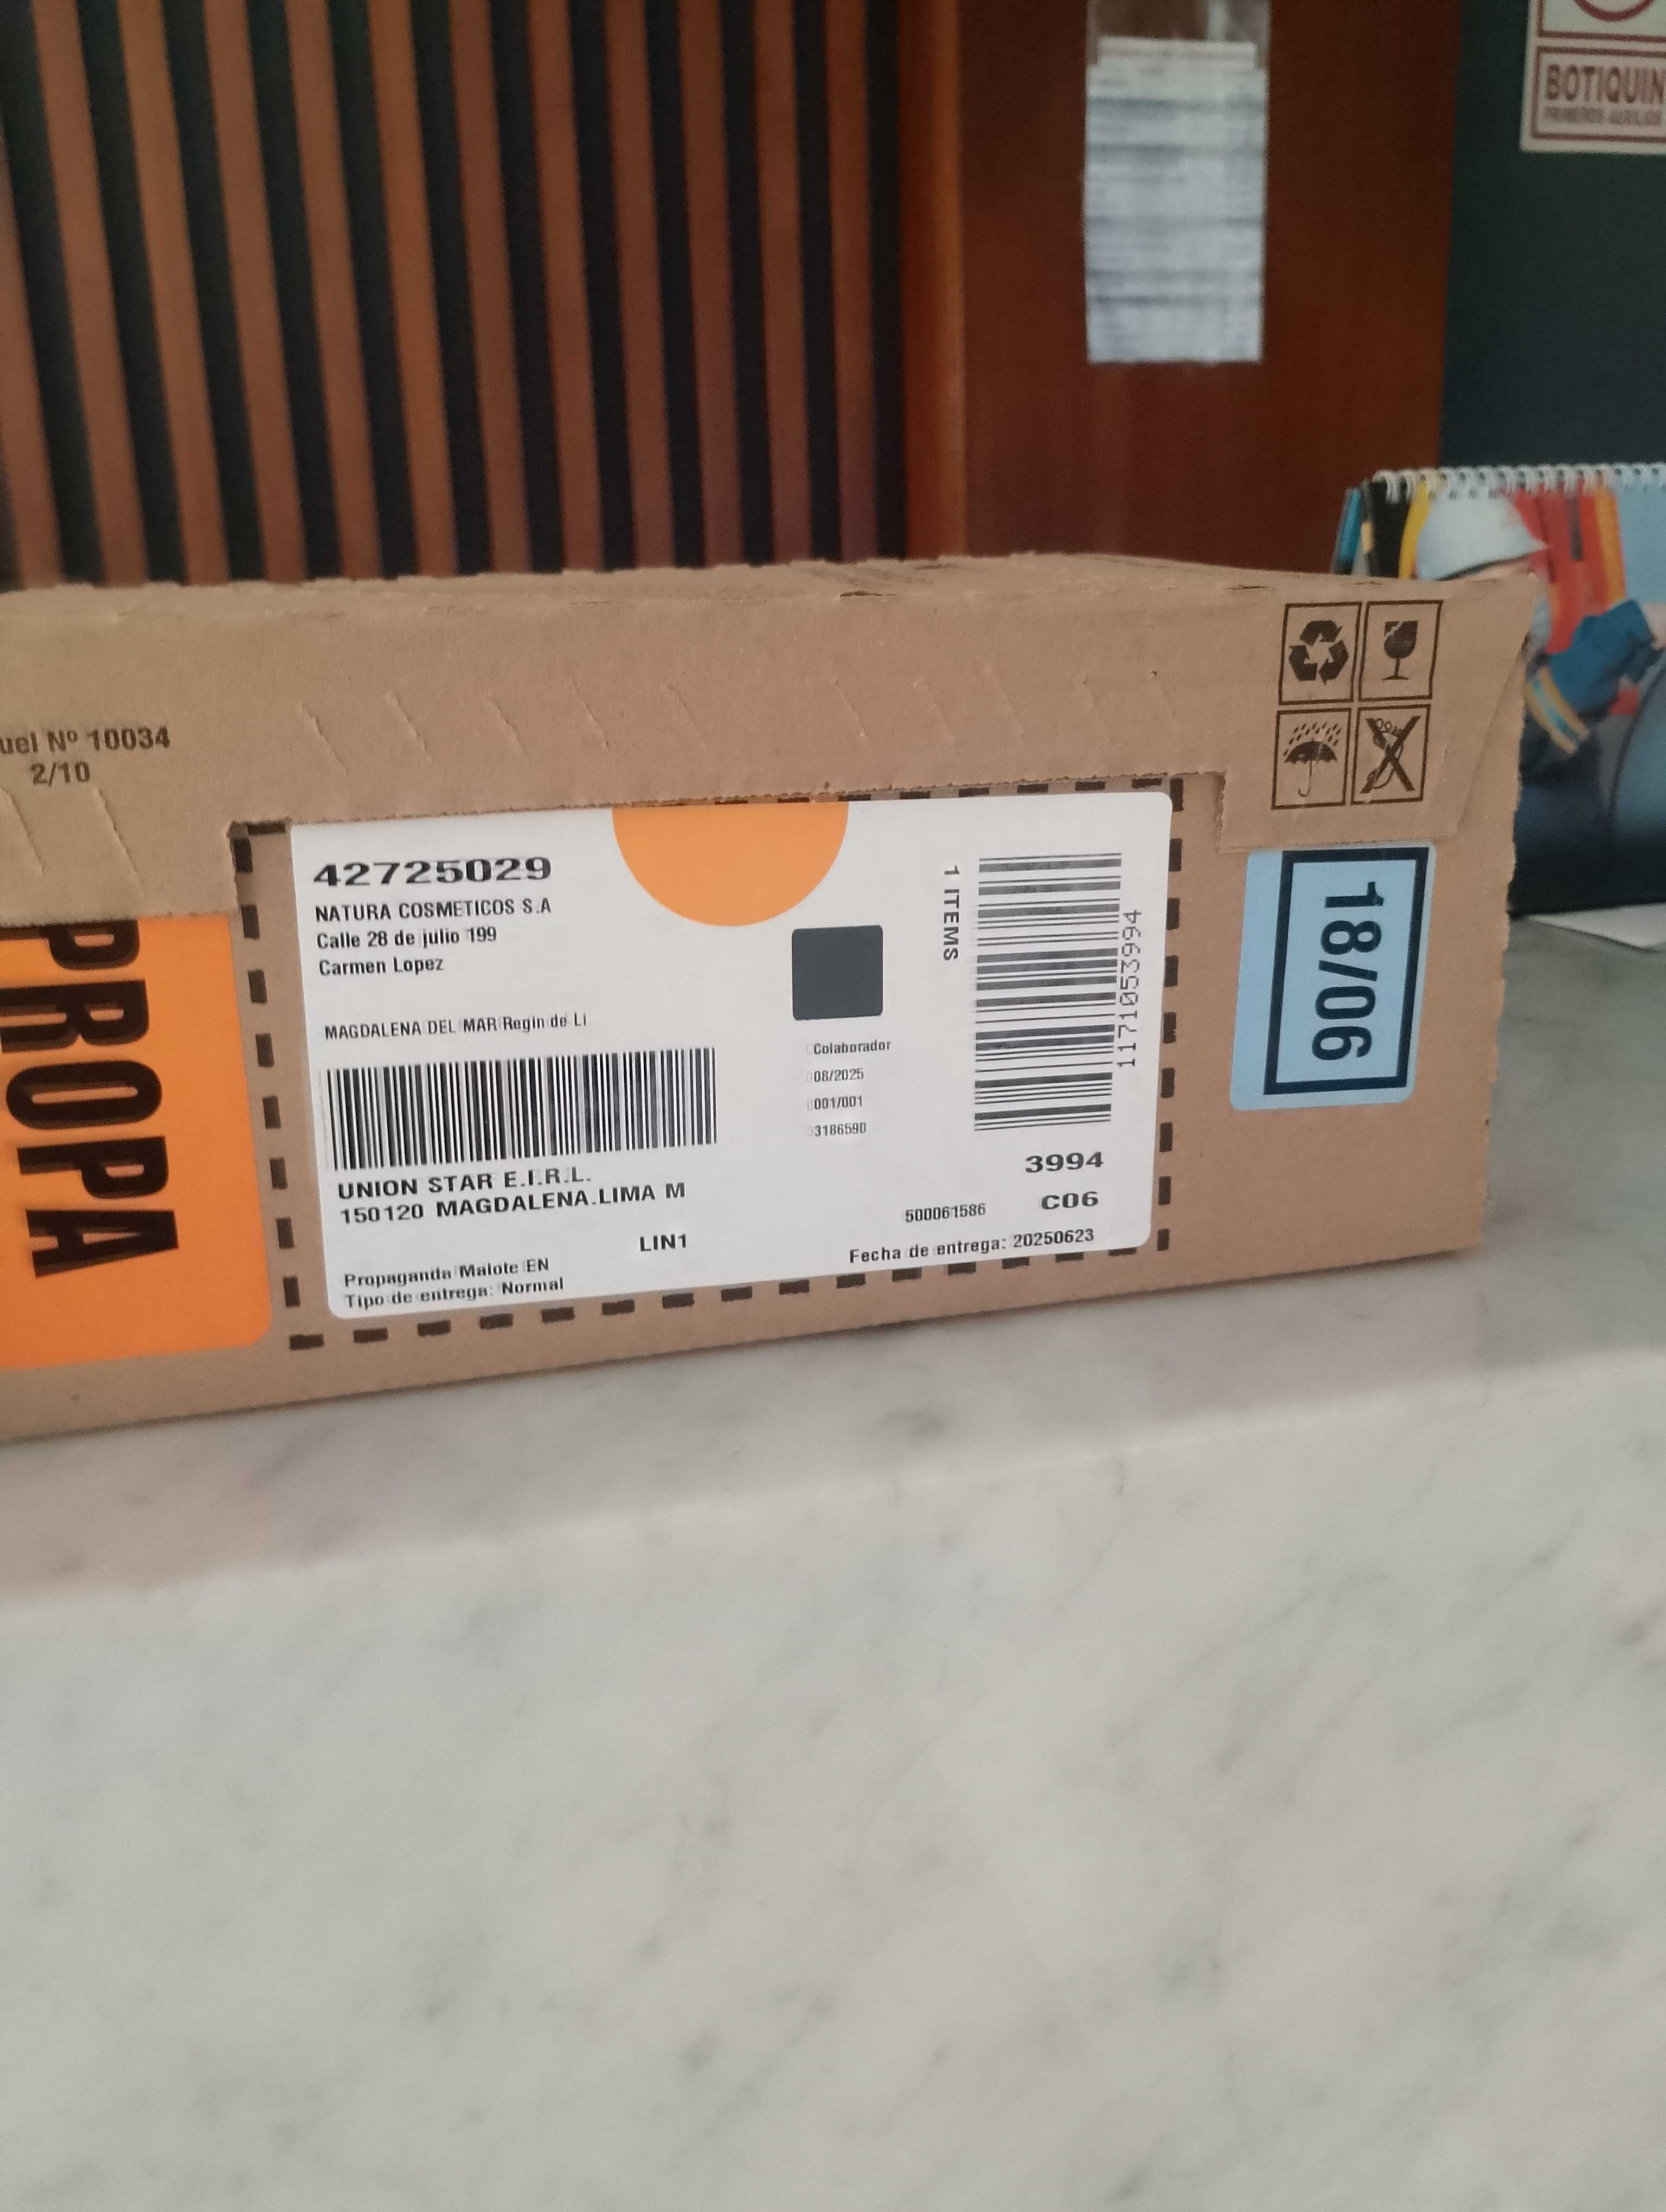 BOTIQUIN
PRIMEROS AUXILIOS
uel Nº 10034
2/10
PROPA
42725029
NATURA COSMETICOS S.A
Calle 28 de julio 199
Carmen Lopez
MAGDALENA DEL MAR Regin de Li
UNION STAR E.I.R.L.
150120 MAGDALENA.LIMA M
LIN1
Propaganda Malote EN
Tipo de entrega: Normal
Colaborador
08/2025
001/001
3186590
1 ITEMS
1171053994
3994
500061586
C06
Fecha de entrega: 20250623
18/06